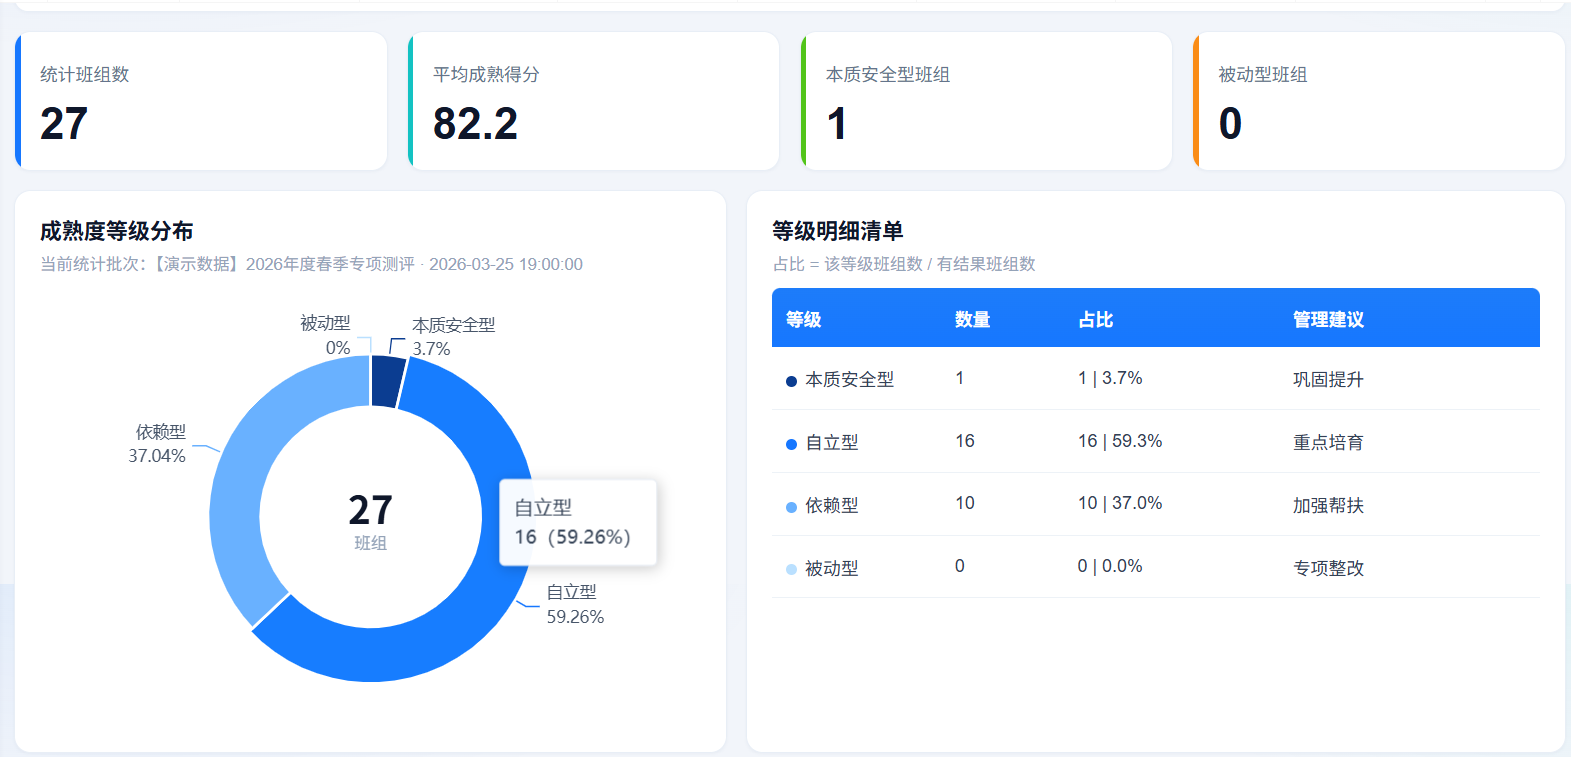 统计班组数
27
平均成熟得分
82.2
本质安全型班组
1
被动型班组
0
成熟度等级分布
当前统计批次：【演示数据】2026年度春季专项测评 · 2026-03-25 19:00:00
被动型
0%
本质安全型
3.7%
依赖型
37.04%
27
班组
自立型
16（59.26%）
自立型
59.26%
等级明细清单
占比 = 该等级班组数 / 有结果班组数
等级 数量 占比 管理建议
本质安全型 1 1 | 3.7% 巩固提升
自立型 16 16 | 59.3% 重点培育
依赖型 10 10 | 37.0% 加强帮扶
被动型 0 0 | 0.0% 专项整改